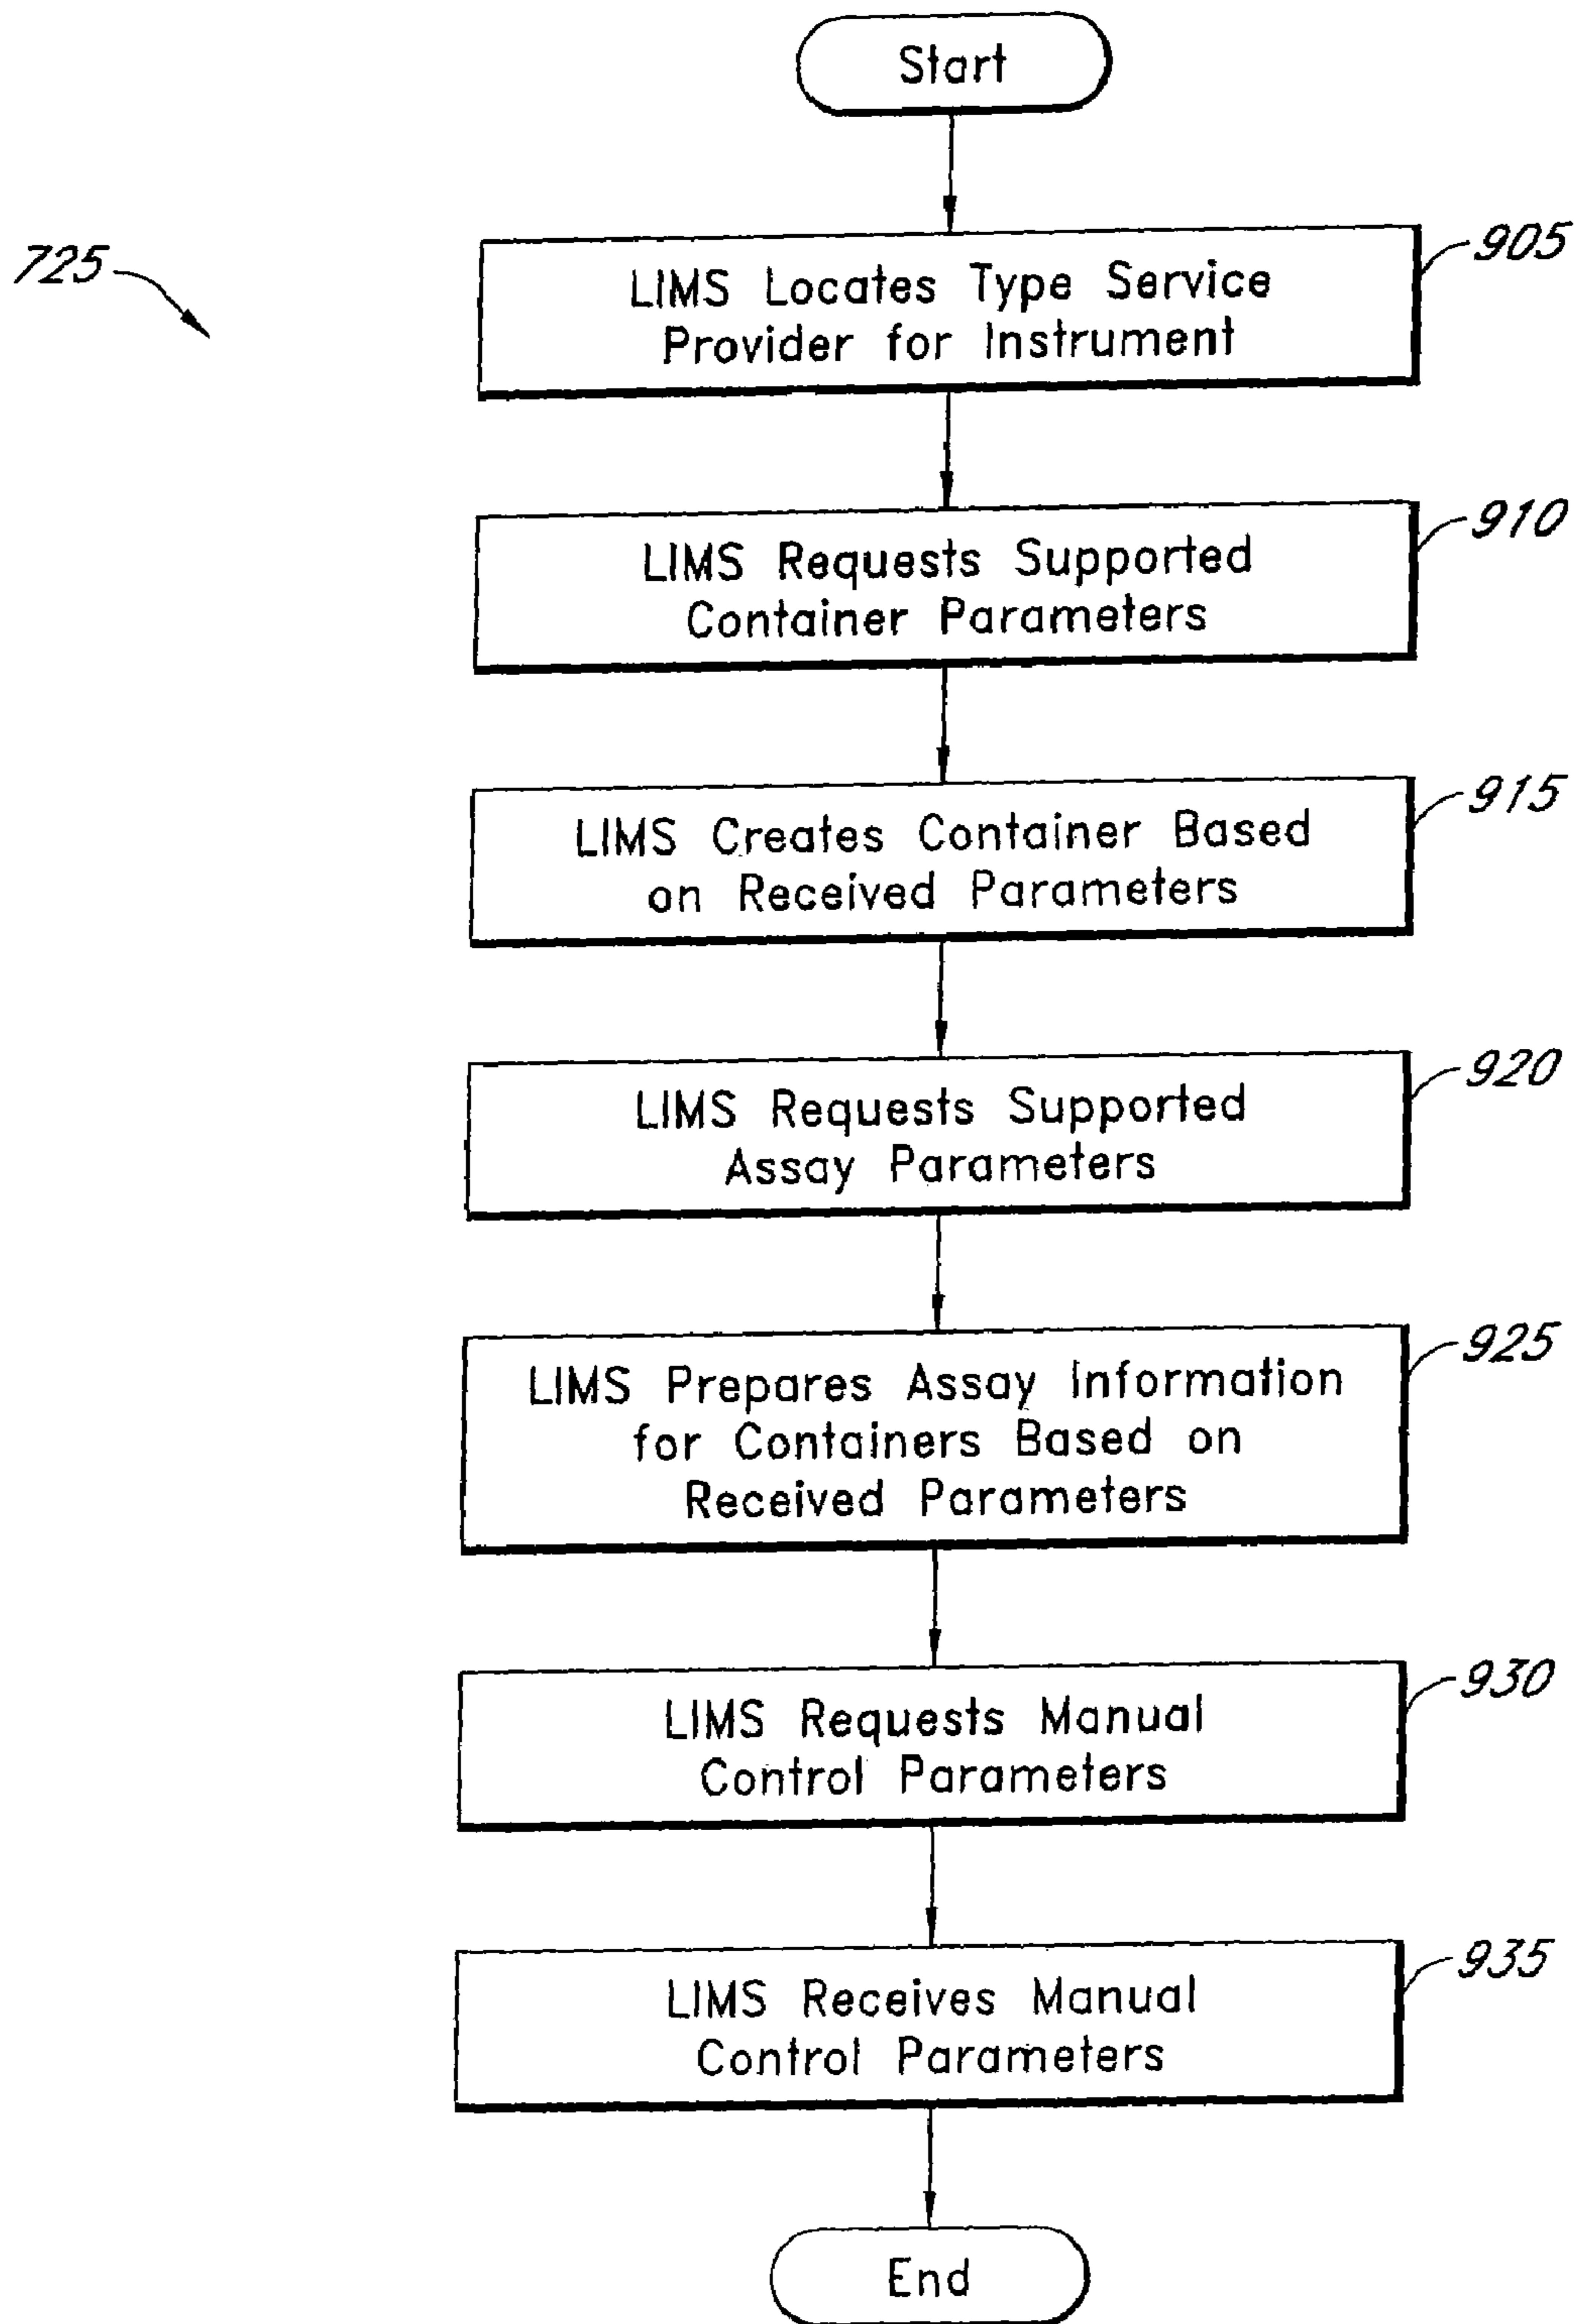 Start
725
LIMS Locates Type Service
Provider for Instrument
905
LIMS Requests Supported
Container Parameters
910
LIMS Creates Container Based
on Received Parameters
915
LIMS Requests Supported
Assay Parameters
920
LIMS Prepares Assay Information
for Containers Based on
Received Parameters
925
LIMS Requests Manual
Control Parameters
930
LIMS Receives Manual
Control Parameters
935
End